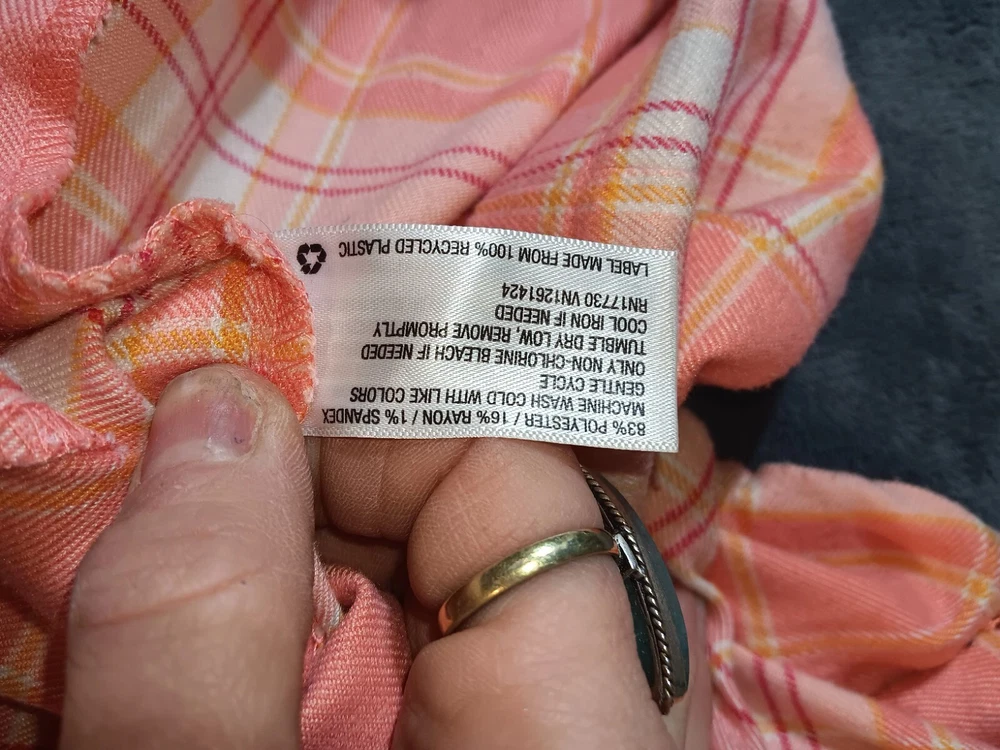 83% POLYESTER / 16% RAYON / 1% SPANDEX
MACHINE WASH COLD WITH LIKE COLORS
GENTLE CYCLE
ONLY NON-CHLORINE BLEACH IF NEEDED
TUMBLE DRY LOW, REMOVE PROMPTLY
COOL IRON IF NEEDED
RN17730 VN1261424
LABEL MADE FROM 100% RECYCLED PLASTIC